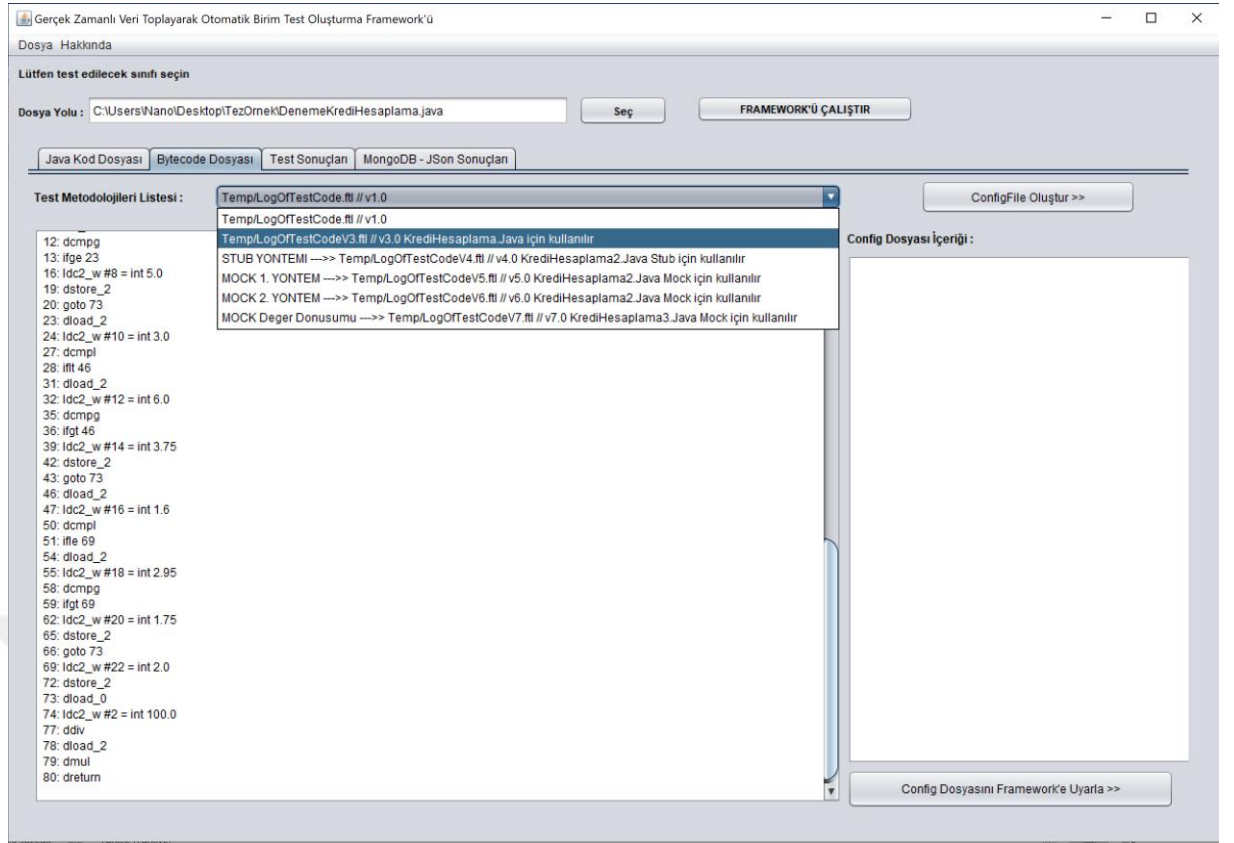 Gerçek Zamanlı Veri Toplayarak Otomatik Birim Test Oluşturma Framework'ü
Dosya Hakkında
Lütfen test edilecek sınıfı seçin
Dosya Yolu : C:\Users\Nano\Desktop\TezOrnek\DenemeKrediHesaplama.java Seç FRAMEWORK'Ü ÇALIŞTIR
Java Kod Dosyası Bytecode Dosyası Test Sonuçları MongoDB - JSon Sonuçları
Test Metodolojileri Listesi : Temp/LogOfTestCode.ftl // v1.0 ConfigFile Oluştur >>
Temp/LogOfTestCode.ftl // v1.0
Temp/LogOfTestCodeV3.ftl // v3.0 KrediHesaplama.Java için kullanılır
STUB YONTEMI --->> Temp/LogOfTestCodeV4.ftl // v4.0 KrediHesaplama2.Java Stub için kullanılır
MOCK 1. YONTEM --->> Temp/LogOfTestCodeV5.ftl // v5.0 KrediHesaplama2.Java Mock için kullanılır
MOCK 2. YONTEM --->> Temp/LogOfTestCodeV6.ftl // v6.0 KrediHesaplama2.Java Mock için kullanılır
MOCK Deger Donusumu --->> Temp/LogOfTestCodeV7.ftl // v7.0 KrediHesaplama3.Java Mock için kullanılır
Config Dosyası İçeriği :
12: dcmpg
13: ifge 23
16: ldc2_w #8 = int 5.0
19: dstore_2
20: goto 73
23: dload_2
24: ldc2_w #10 = int 3.0
27: dcmpl
28: iflt 46
31: dload_2
32: ldc2_w #12 = int 6.0
35: dcmpg
36: ifgt 46
39: ldc2_w #14 = int 3.75
42: dstore_2
43: goto 73
46: dload_2
47: ldc2_w #16 = int 1.6
50: dcmpl
51: ifle 69
54: dload_2
55: ldc2_w #18 = int 2.95
58: dcmpg
59: ifgt 69
62: ldc2_w #20 = int 1.75
65: dstore_2
66: goto 73
69: ldc2_w #22 = int 2.0
72: dstore_2
73: dload_0
74: ldc2_w #2 = int 100.0
77: ddiv
78: dload_2
79: dmul
80: dreturn
Config Dosyasını Framework'e Uyarla >>